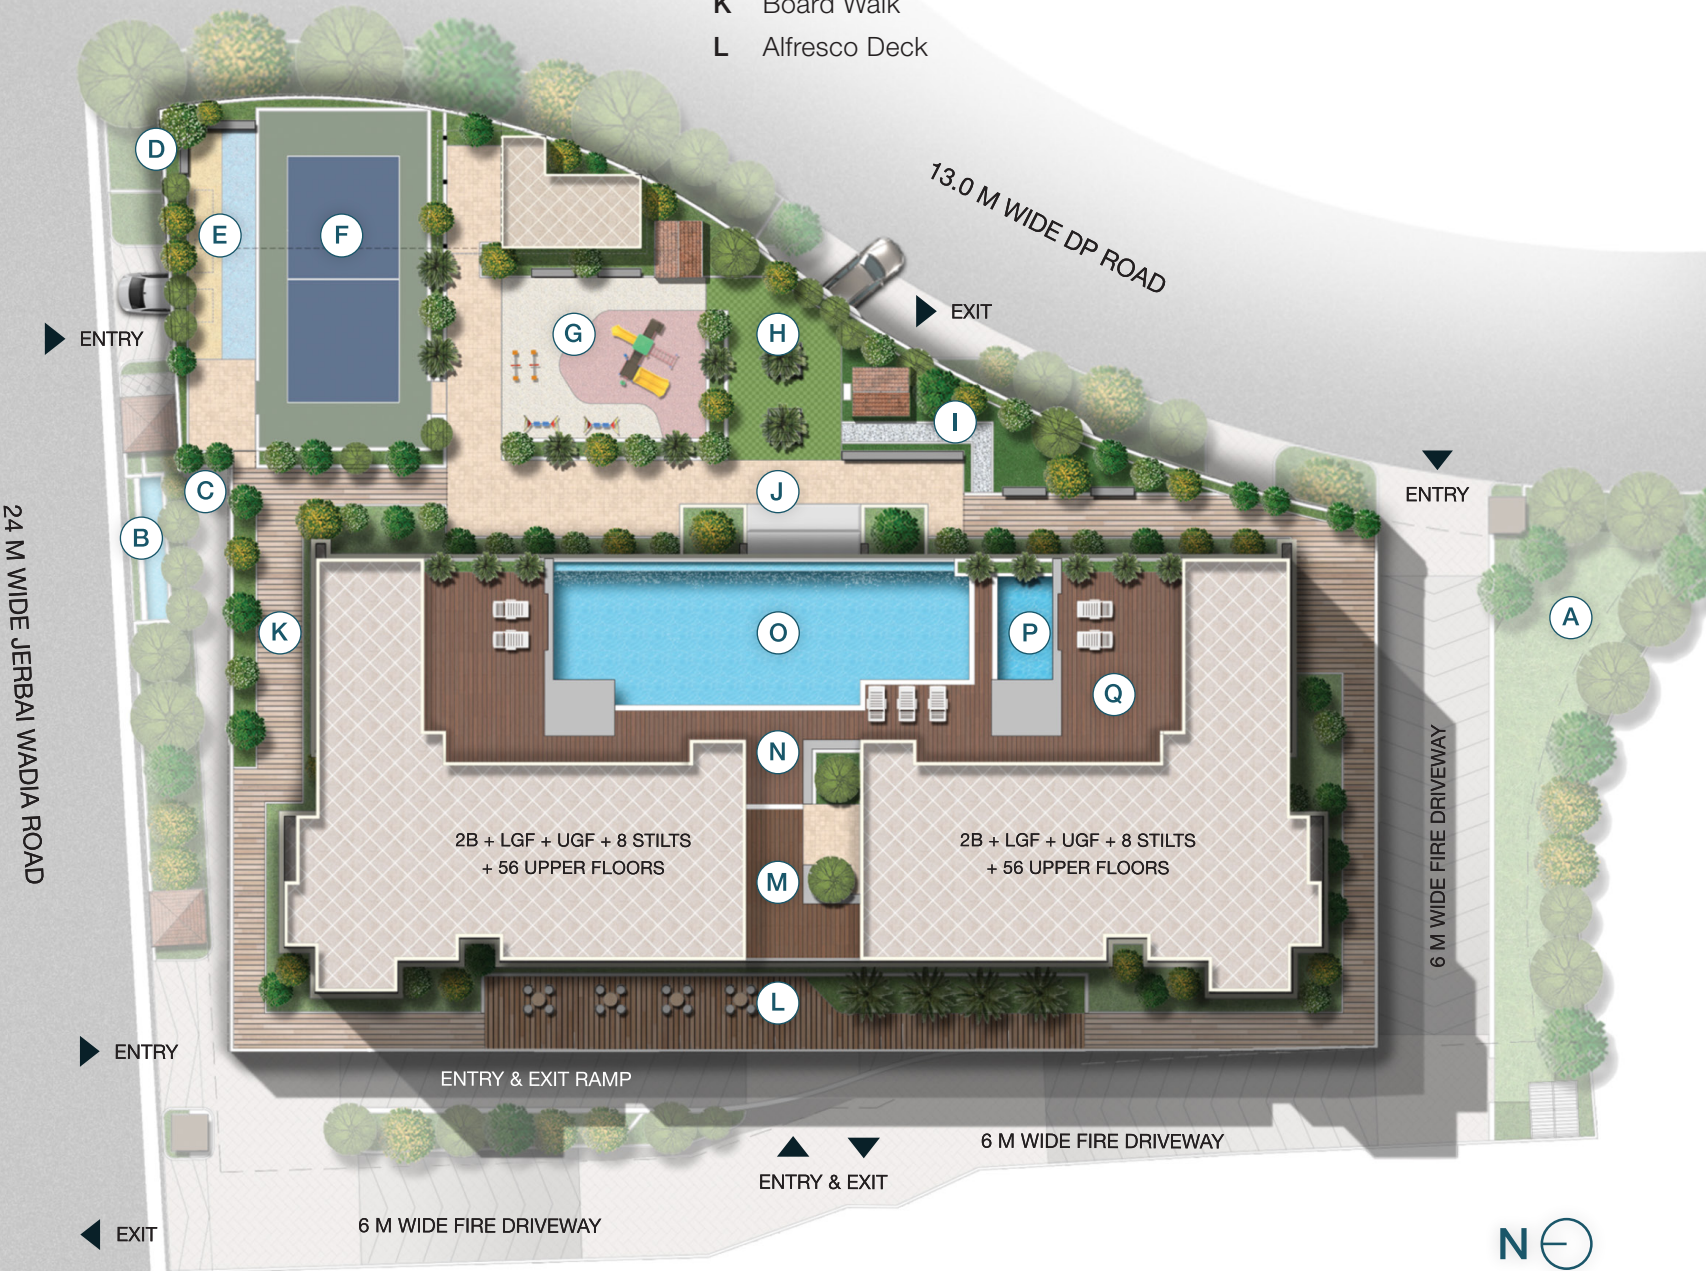 K Board Walk
L Alfresco Deck
D
E
F
13.0 M WIDE DP ROAD
ENTRY
G
H
EXIT
I
C
J
ENTRY
B
24 M WIDE JERBAI WADIA ROAD
K
O
P
A
Q
N
2B + LGF + UGF + 8 STILTS
+ 56 UPPER FLOORS
2B + LGF + UGF + 8 STILTS
+ 56 UPPER FLOORS
M
6 M WIDE FIRE DRIVEWAY
L
ENTRY
ENTRY & EXIT RAMP
6 M WIDE FIRE DRIVEWAY
ENTRY & EXIT
EXIT
6 M WIDE FIRE DRIVEWAY
N